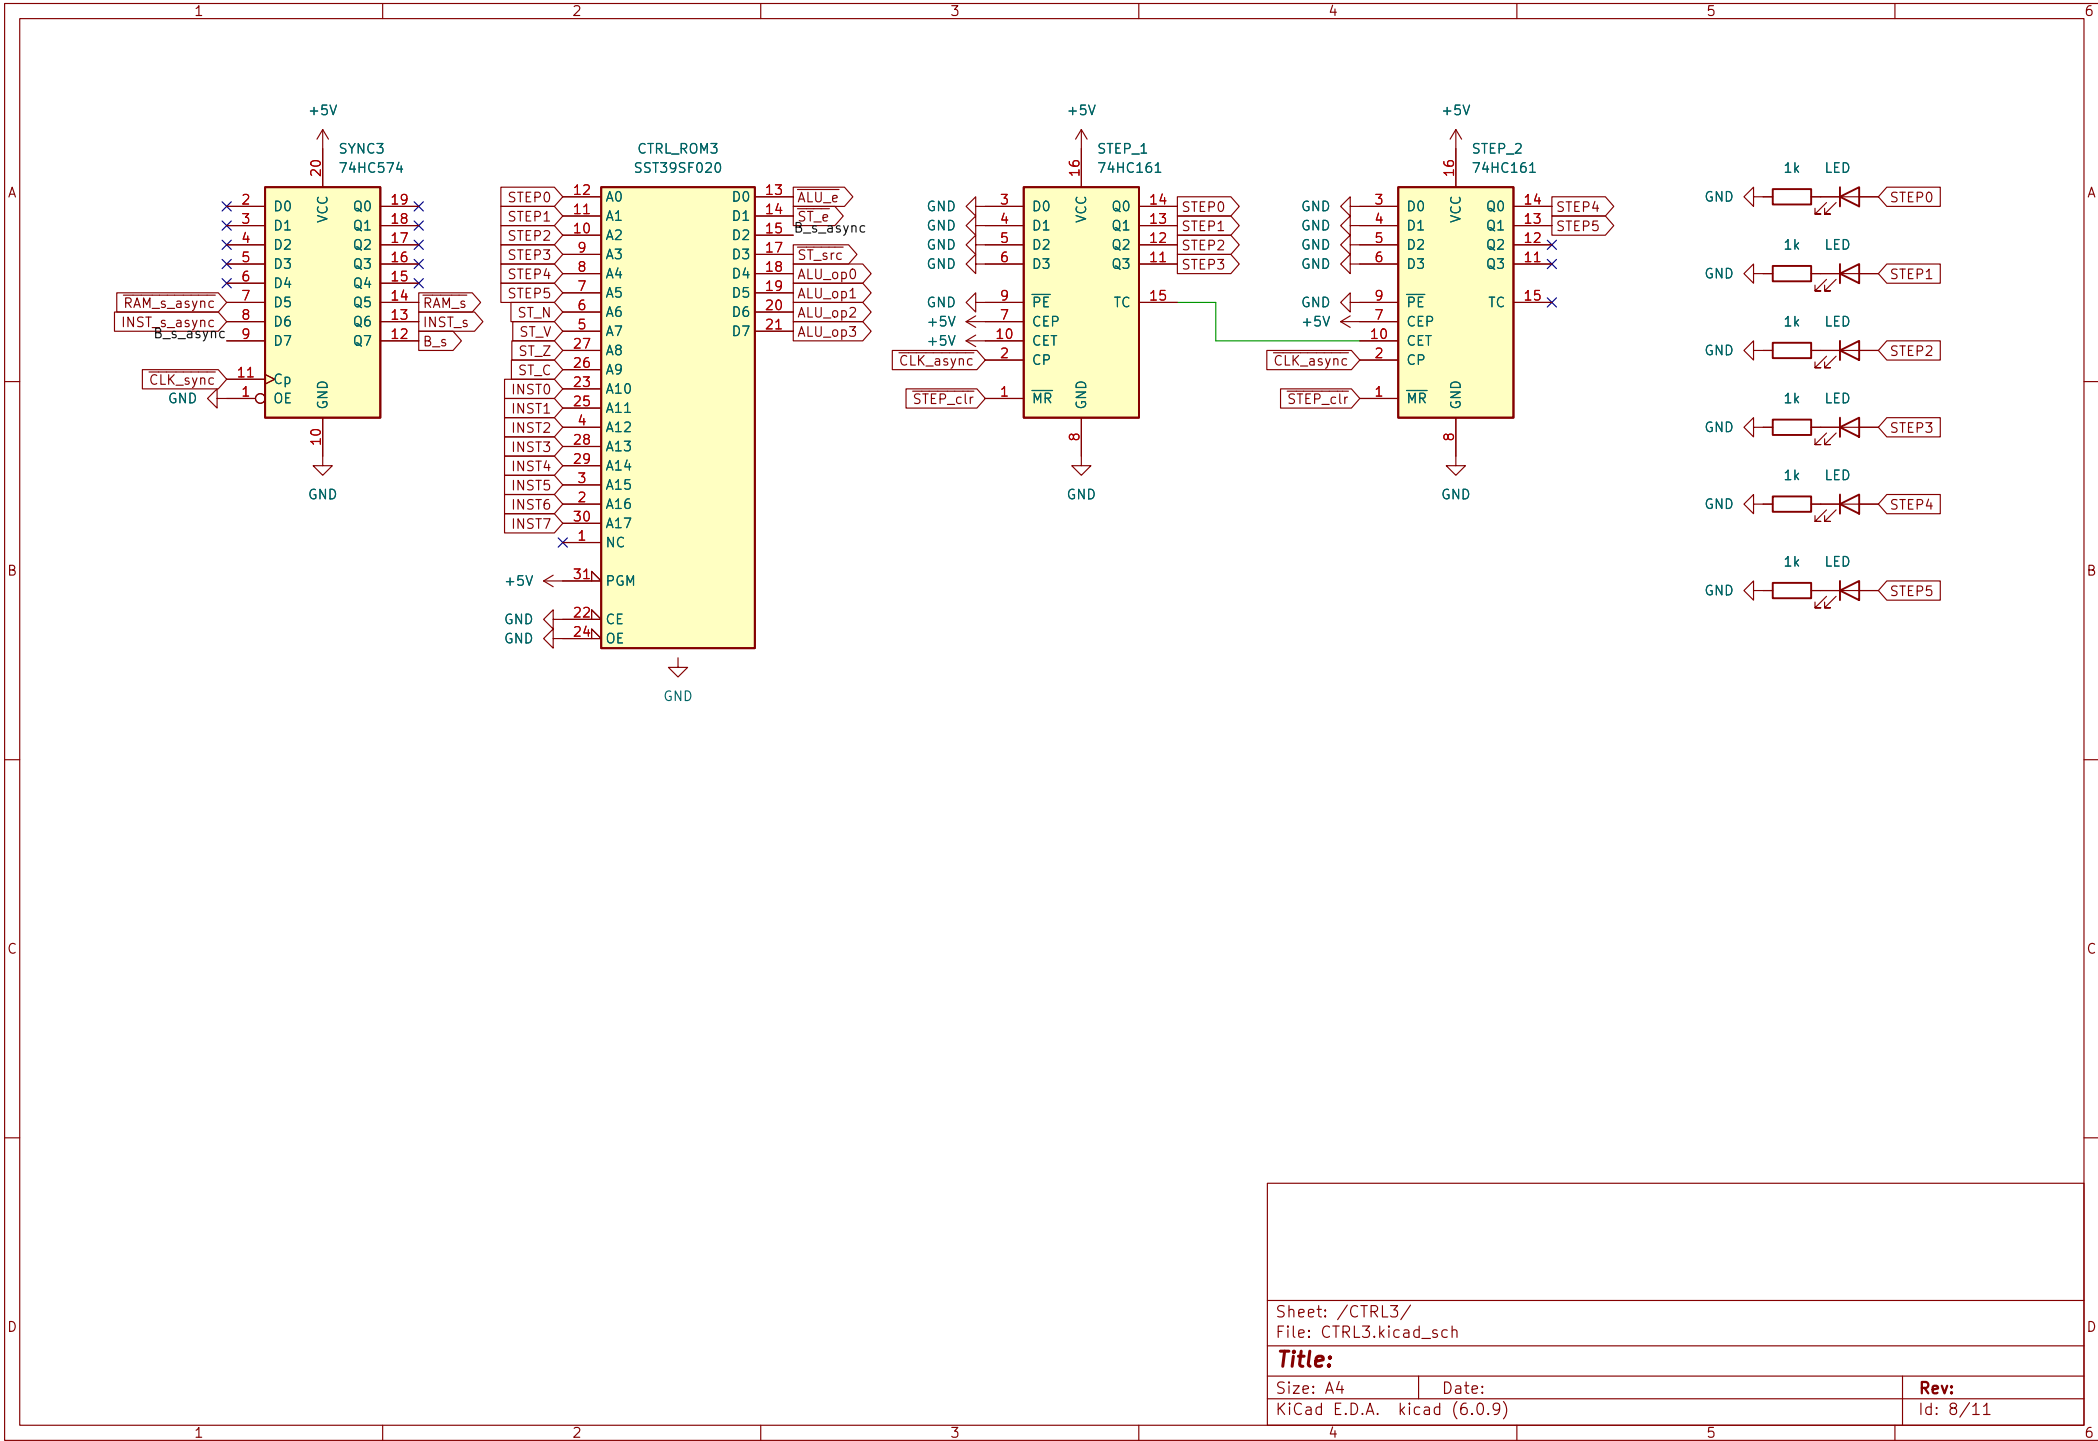 1 2 3 4 5 6
A
B
C
D
+5V
SYNC3
74HC574
20
VCC
2 D0 Q0 19
3 D1 Q1 18
4 D2 Q2 17
5 D3 Q3 16
6 D4 Q4 15
RAM_s_async 7 D5 Q5 14 RAM_s
INST_s_async 8 D6 Q6 13 INST_s
B_s_async 9 D7 Q7 12 B_s
CLK_sync 11 Cp
GND 1 OE
GND
10
GND
CTRL_ROM3
SST39SF020
STEP0 12 A0 D0 13 ALU_e
STEP1 11 A1 D1 14 ST_e
STEP2 10 A2 D2 15 B_s_async
STEP3 9 A3 D3 17 ST_src
STEP4 8 A4 D4 18 ALU_op0
STEP5 7 A5 D5 19 ALU_op1
ST_N 6 A6 D6 20 ALU_op2
ST_V 5 A7 D7 21 ALU_op3
ST_Z 27 A8
ST_C 26 A9
INST0 23 A10
INST1 25 A11
INST2 4 A12
INST3 28 A13
INST4 29 A14
INST5 3 A15
INST6 2 A16
INST7 30 A17
1 NC
+5V 31 PGM
GND 22 CE
GND 24 OE
GND
+5V
STEP_1
74HC161
16
VCC
GND 3 D0 Q0 14 STEP0
GND 4 D1 Q1 13 STEP1
GND 5 D2 Q2 12 STEP2
GND 6 D3 Q3 11 STEP3
GND 9 PE TC 15
+5V 7 CEP
+5V 10 CET
CLK_async 2 CP
STEP_clr 1 MR
GND
8
GND
+5V
STEP_2
74HC161
16
VCC
GND 3 D0 Q0 14 STEP4
GND 4 D1 Q1 13 STEP5
GND 5 D2 Q2 12
GND 6 D3 Q3 11
GND 9 PE TC 15
+5V 7 CEP
10 CET
CLK_async 2 CP
STEP_clr 1 MR
GND
8
GND
1k LED
GND STEP0
1k LED
GND STEP1
1k LED
GND STEP2
1k LED
GND STEP3
1k LED
GND STEP4
1k LED
GND STEP5
Sheet: /CTRL3/
File: CTRL3.kicad_sch
Title:
Size: A4 Date: Rev:
KiCad E.D.A. kicad (6.0.9) Id: 8/11
A
B
C
D
1 2 3 4 5 6